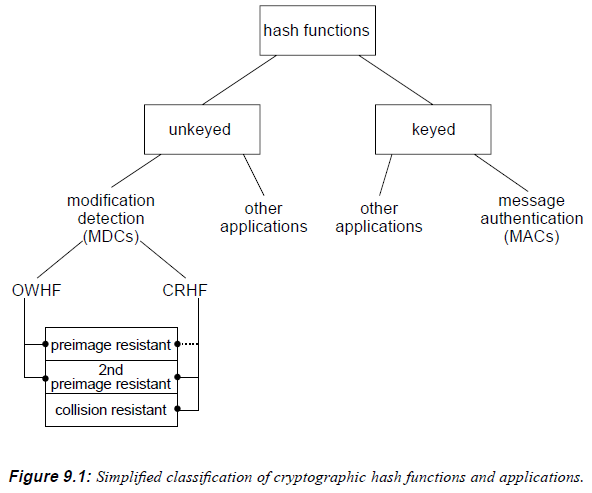 hash functions
unkeyed
keyed
modification
detection
(MDCs)
other
applications
other
applications
message
authentication
(MACs)
OWHF
CRHF
preimage resistant
2nd
preimage resistant
collision resistant
Figure 9.1: Simplified classification of cryptographic hash functions and applications.